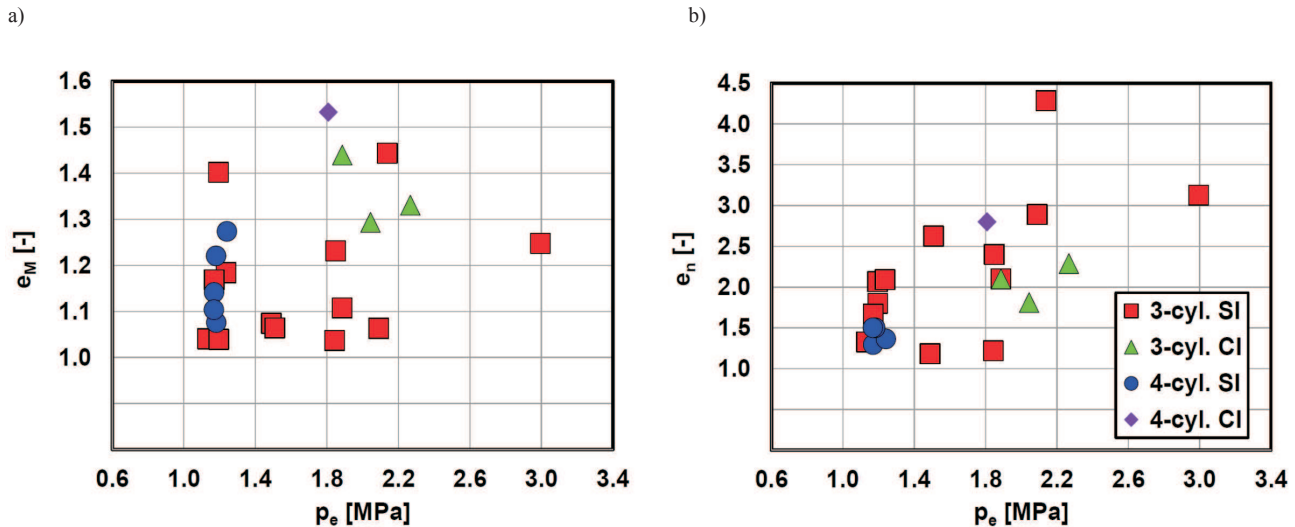 a)
b)
e_M [-]
1.6
1.5
1.4
1.3
1.2
1.1
1.0
0.6 1.0 1.4 1.8 2.2 2.6 3.0 3.4
p_e [MPa]
e_n [-]
4.5
4.0
3.5
3.0
2.5
2.0
1.5
1.0
3-cyl. SI
3-cyl. CI
4-cyl. SI
4-cyl. CI
0.6 1.0 1.4 1.8 2.2 2.6 3.0 3.4
p_e [MPa]